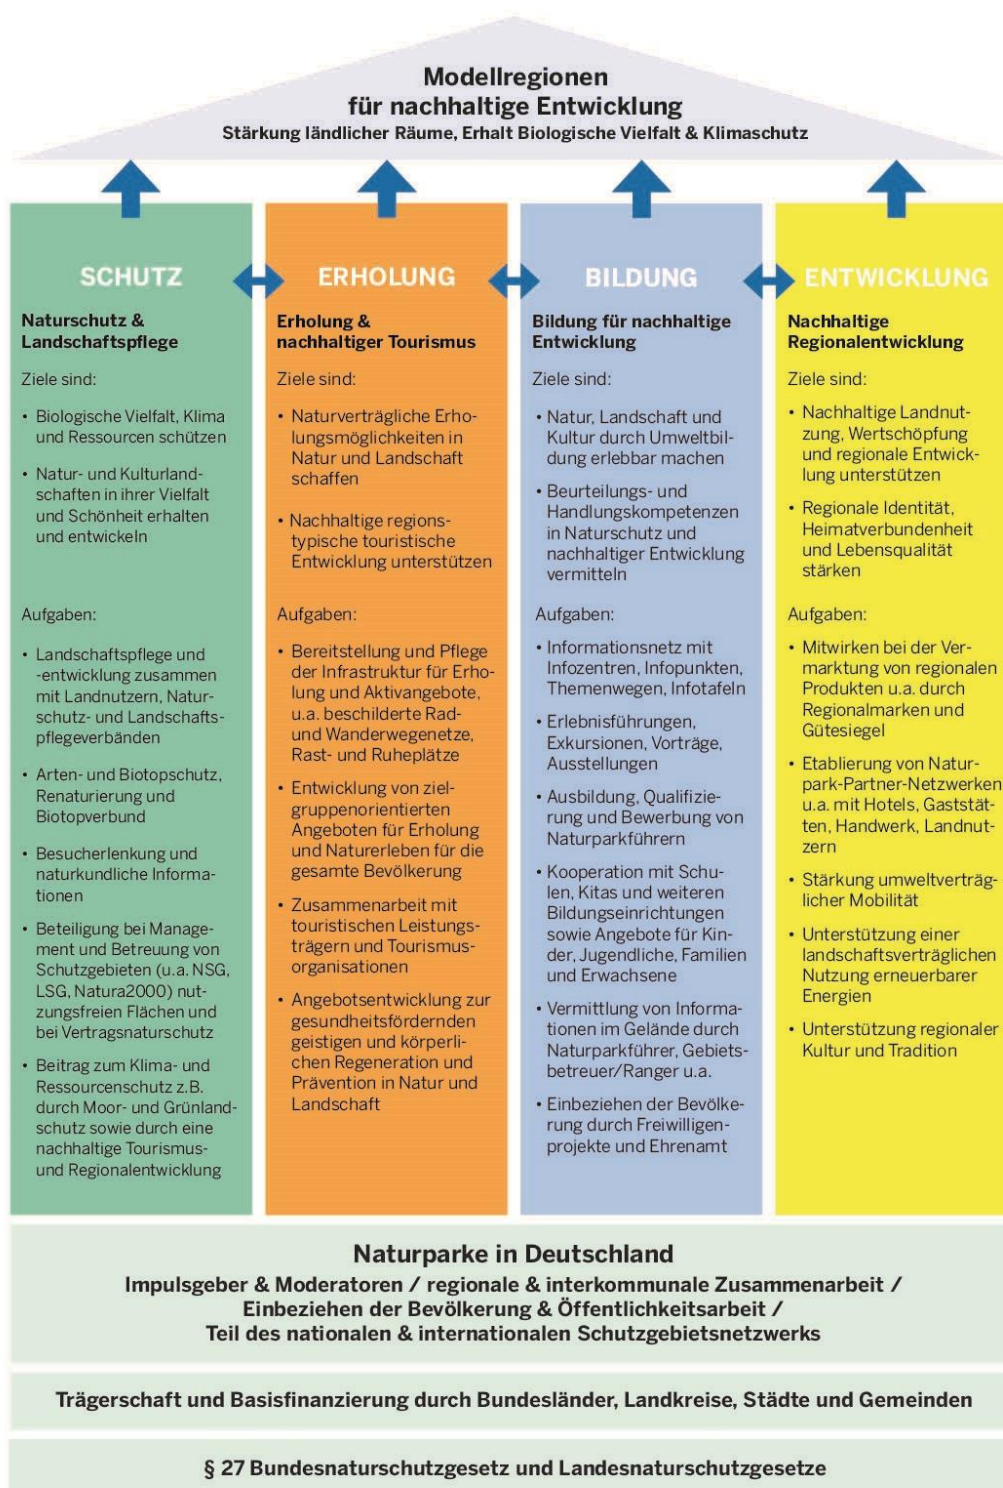 Modellregionen
für nachhaltige Entwicklung
Stärkung ländlicher Räume, Erhalt Biologische Vielfalt & Klimaschutz
SCHUTZ
Naturschutz &
Landschaftspflege
Ziele sind:
• Biologische Vielfalt, Klima
und Ressourcen schützen
• Natur- und Kulturland-
schaften in ihrer Vielfalt
und Schönheit erhalten
und entwickeln
Aufgaben:
• Landschaftspflege und
-entwicklung zusammen
mit Landnutzern, Natur-
schutz- und Landschafts-
pflegeverbänden
• Arten- und Biotopschutz,
Renaturierung und
Biotopverbund
• Besucherlenkung und
naturkundliche Informa-
tionen
• Beteiligung bei Manage-
ment und Betreuung von
Schutzgebieten (u.a. NSG,
LSG, Natura2000) nut-
zungsfreien Flächen und
bei Vertragsnaturschutz
• Beitrag zum Klima- und
Ressourcenschutz z.B.
durch Moor- und Grünland-
schutz sowie durch eine
nachhaltige Tourismus-
und Regionalentwicklung
ERHOLUNG
Erholung &
nachhaltiger Tourismus
Ziele sind:
• Naturverträgliche Erho-
lungsmöglichkeiten in
Natur und Landschaft
schaffen
• Nachhaltige regions-
typische touristische
Entwicklung unterstützen
Aufgaben:
• Bereitstellung und Pflege
der Infrastruktur für Erho-
lung und Aktivangebote,
u.a. beschilderte Rad-
und Wanderwegenetze,
Rast- und Ruheplätze
• Entwicklung von ziel-
gruppenorientierten
Angeboten für Erholung
und Naturerleben für die
gesamte Bevölkerung
• Zusammenarbeit mit
touristischen Leistungs-
trägern und Tourismus-
organisationen
• Angebotsentwicklung zur
gesundheitsfördernden
geistigen und körperli-
chen Regeneration und
Prävention in Natur und
Landschaft
BILDUNG
Bildung für nachhaltige
Entwicklung
Ziele sind:
• Natur, Landschaft und
Kultur durch Umweltbil-
dung erlebbar machen
• Beurteilungs- und
Handlungskompetenzen
in Naturschutz und
nachhaltiger Entwicklung
vermitteln
Aufgaben:
• Informationsnetz mit
Infozentren, Infopunkten,
Themenwegen, Infotafeln
• Erlebnisführungen,
Exkursionen, Vorträge,
Ausstellungen
• Ausbildung, Qualifizie-
rung und Bewerbung von
Naturparkführern
• Kooperation mit Schu-
len, Kitas und weiteren
Bildungseinrichtungen
sowie Angebote für Kin-
der, Jugendliche, Familien
und Erwachsene
• Vermittlung von Informa-
tionen im Gelände durch
Naturparkführer, Gebiets-
betreuer/Ranger u.a.
• Einbeziehen der Bevölke-
rung durch Freiwilligen-
projekte und Ehrenamt
ENTWICKLUNG
Nachhaltige
Regionalentwicklung
Ziele sind:
• Nachhaltige Landnut-
zung, Wertschöpfung
und regionale Entwick-
lung unterstützen
• Regionale Identität,
Heimatverbundenheit
und Lebensqualität
stärken
Aufgaben:
• Mitwirken bei der Ver-
marktung von regionalen
Produkten u.a. durch
Regionalmarken und
Gütesiegel
• Etablierung von Natur-
park-Partner-Netzwerken
u.a. mit Hotels, Gaststät-
ten, Handwerk, Landnut-
zern
• Stärkung umweltverträg-
licher Mobilität
• Unterstützung einer
landschaftsverträglichen
Nutzung erneuerbarer
Energien
• Unterstützung regionaler
Kultur und Tradition
Naturparke in Deutschland
Impulsgeber & Moderatoren / regionale & interkommunale Zusammenarbeit /
Einbeziehen der Bevölkerung & Öffentlichkeitsarbeit /
Teil des nationalen & internationalen Schutzgebietsnetzwerks
Trägerschaft und Basisfinanzierung durch Bundesländer, Landkreise, Städte und Gemeinden
§ 27 Bundesnaturschutzgesetz und Landesnaturschutzgesetze